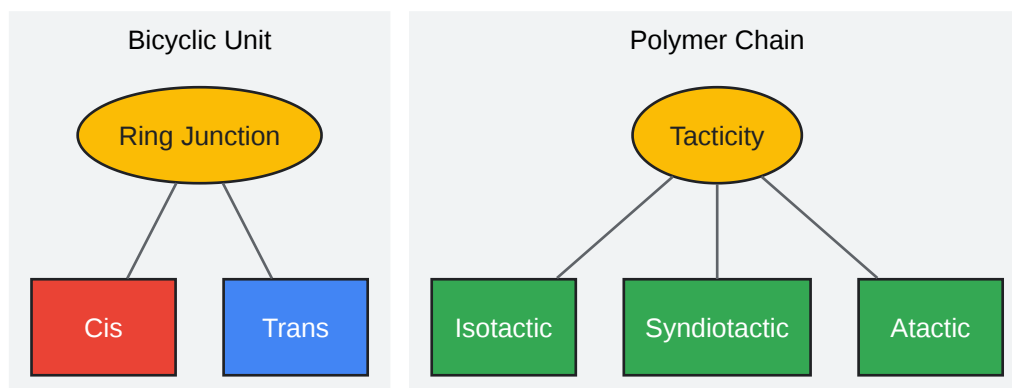 Bicyclic Unit
Ring Junction
Cis
Trans
Polymer Chain
Tacticity
Isotactic
Syndiotactic
Atactic